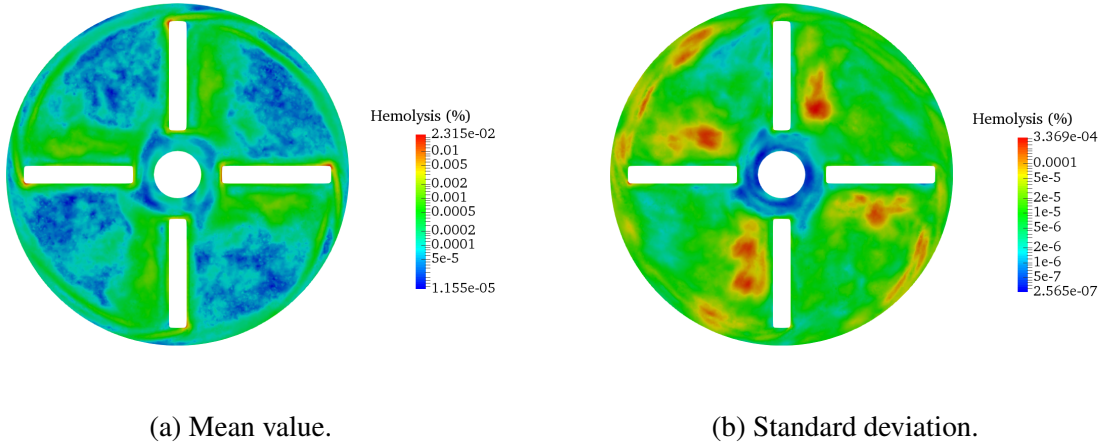 Hemolysis (%)
2.315e-02
0.01
0.005
0.002
0.001
0.0005
0.0002
0.0001
5e-5
1.155e-05
Hemolysis (%)
3.369e-04
0.0001
5e-5
2e-5
1e-5
5e-6
2e-6
1e-6
5e-7
2.565e-07
(a) Mean value.
(b) Standard deviation.